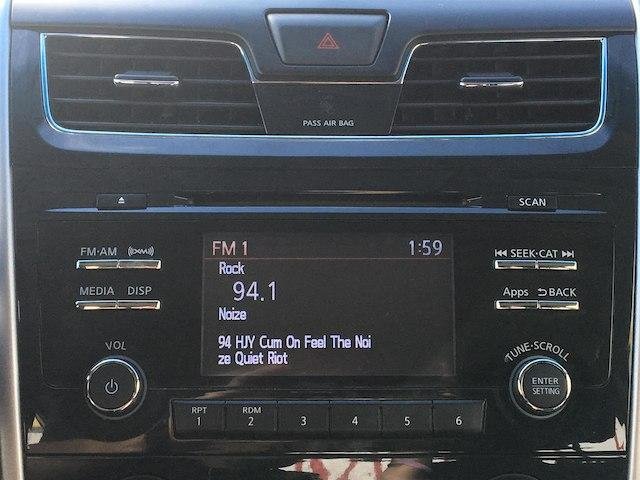 PASS AIR BAG
SCAN
FM·AM (((XM)))
MEDIA DISP
VOL
FM 1 1:59
Rock
94.1
Noize
94 HJY Cum On Feel The Noi
ze Quiet Riot
SEEK·CAT
Apps BACK
TUNE·SCROLL
ENTER
SETTING
RPT RDM
1 2 3 4 5 6